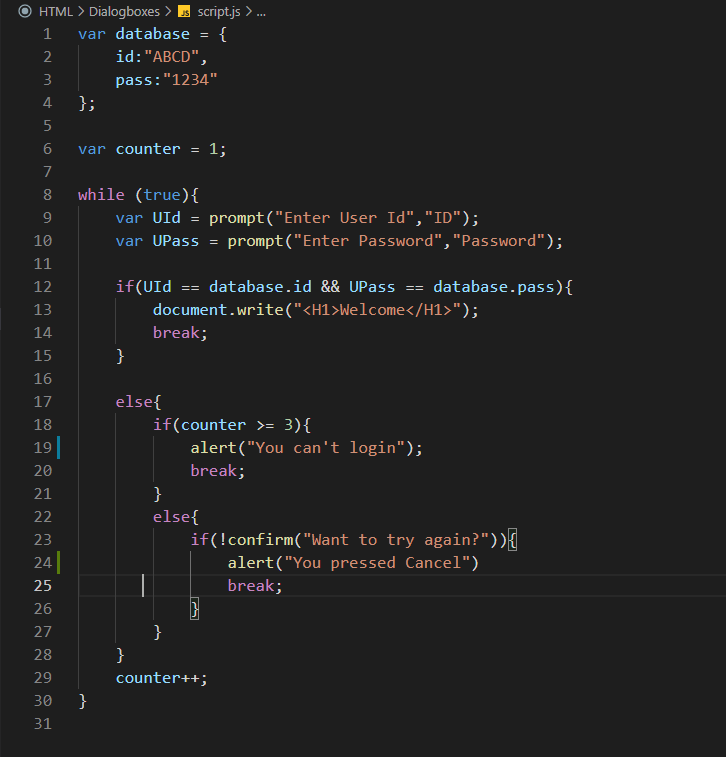 HTML > Dialogboxes > JS script.js > ...
1 var database = {
2     id:"ABCD",
3     pass:"1234"
4 };
5
6 var counter = 1;
7
8 while (true){
9     var UId = prompt("Enter User Id","ID");
10     var UPass = prompt("Enter Password","Password");
11
12     if(UId == database.id && UPass == database.pass){
13         document.write("<H1>Welcome</H1>");
14         break;
15     }
16
17     else{
18         if(counter >= 3){
19             alert("You can't login");
20             break;
21         }
22         else{
23             if(!confirm("Want to try again?")){
24                 alert("You pressed Cancel")
25                 break;
26             }
27         }
28     }
29     counter++;
30 }
31